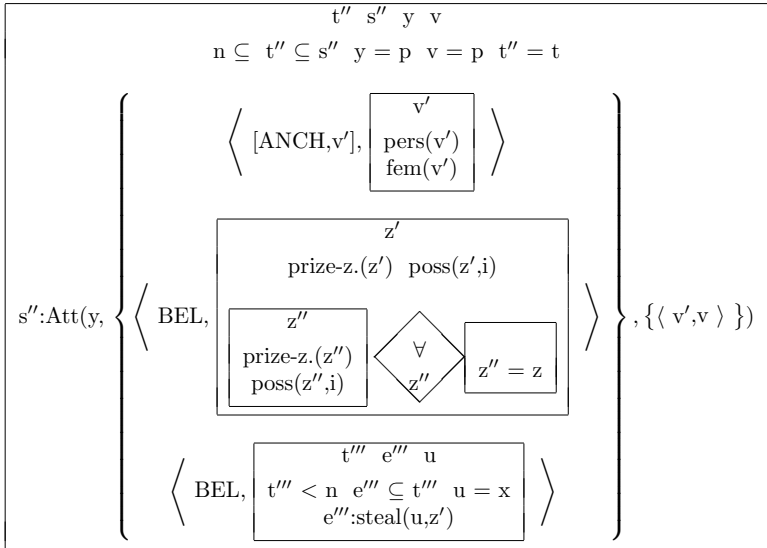 t″ s″ y v
n ⊆ t″ ⊆ s″ y = p v = p t″ = t
v′
⟨ [ANCH,v′], pers(v′) ⟩
fem(v′)
z′
prize-z.(z′) poss(z′,i)
s″:Att(y, { ⟨ BEL, z″ ∀ ⟩ } , {⟨ v′,v ⟩ })
prize-z.(z″) z″ z″ = z
poss(z″,i)
t‴ e‴ u
⟨ BEL, t‴ < n e‴ ⊆ t‴ u = x ⟩
e‴:steal(u,z′)